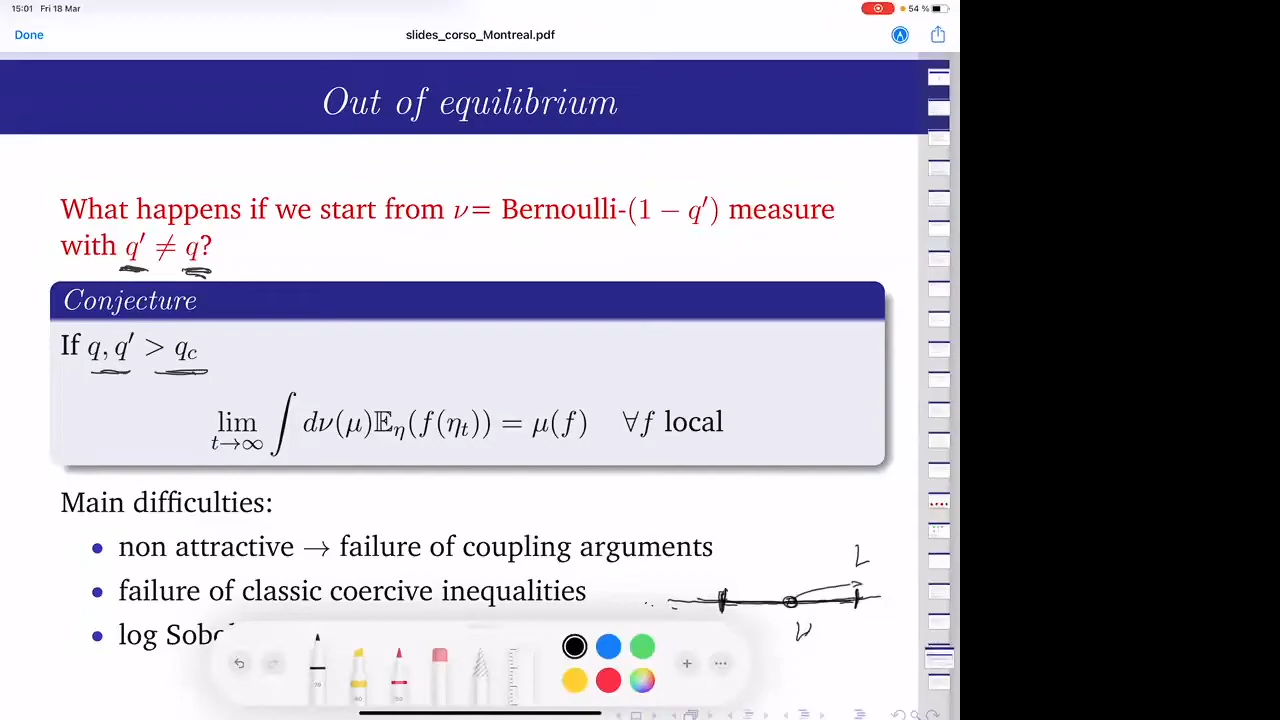 15:01 Fri 18 Mar
54 %
Done
slides_corso_Montreal.pdf
Out of equilibrium
What happens if we start from ν= Bernoulli-(1 − q′) measure
with q′ ≠ q?
Conjecture
If q, q′ > q_c
lim_{t→∞} ∫ dν(μ)𝔼_η(f(η_t)) = μ(f) ∀f local
Main difficulties:
• non attractive → failure of coupling arguments
L
• failure of classic coercive inequalities
ν
• log